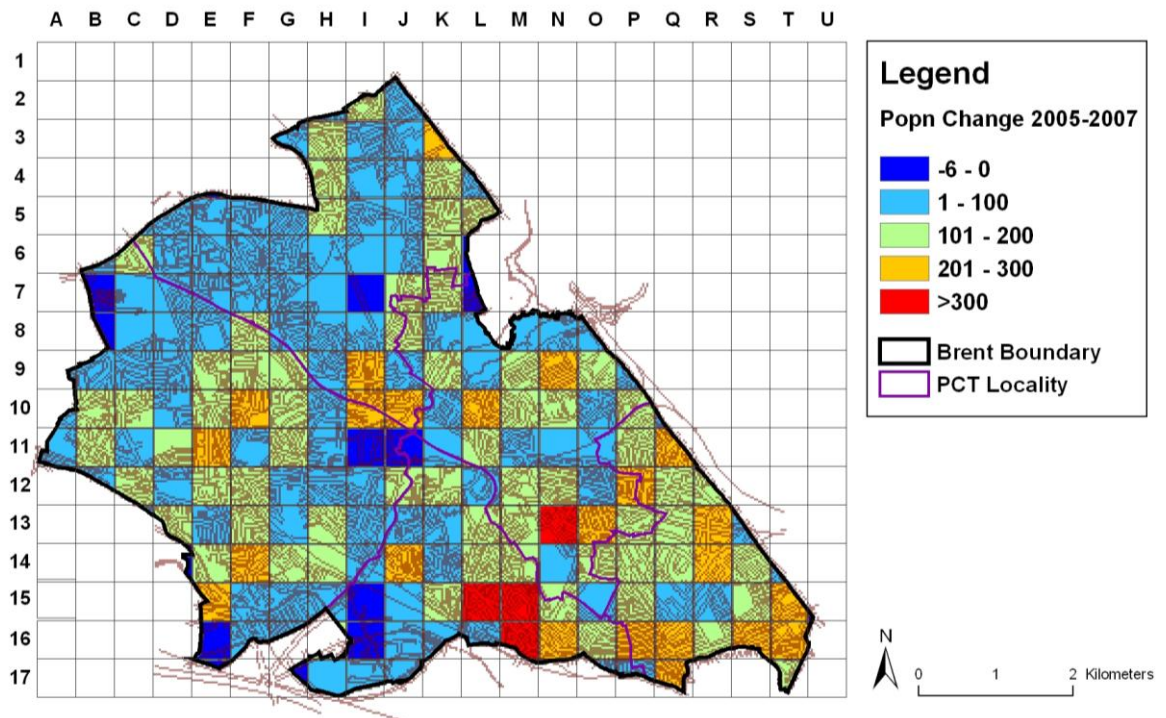 A B C D E F G H I J K L M N O P Q R S T U
1
2
3
4
5
6
7
8
9
10
11
12
13
14
15
16
17
Legend
Popn Change 2005-2007
-6 - 0
1 - 100
101 - 200
201 - 300
>300
Brent Boundary
PCT Locality
N
0 1 2 Kilometers